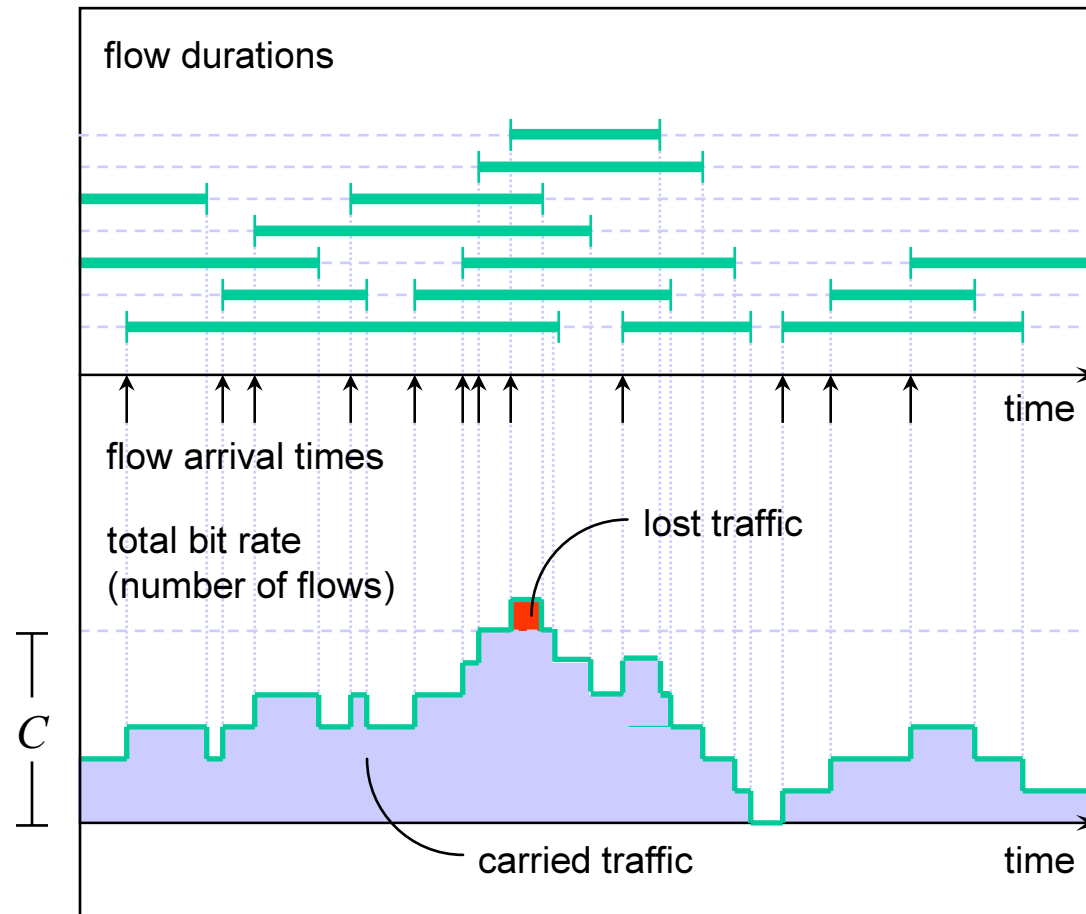 flow durations
time
flow arrival times
lost traffic
total bit rate
(number of flows)
C
carried traffic
time